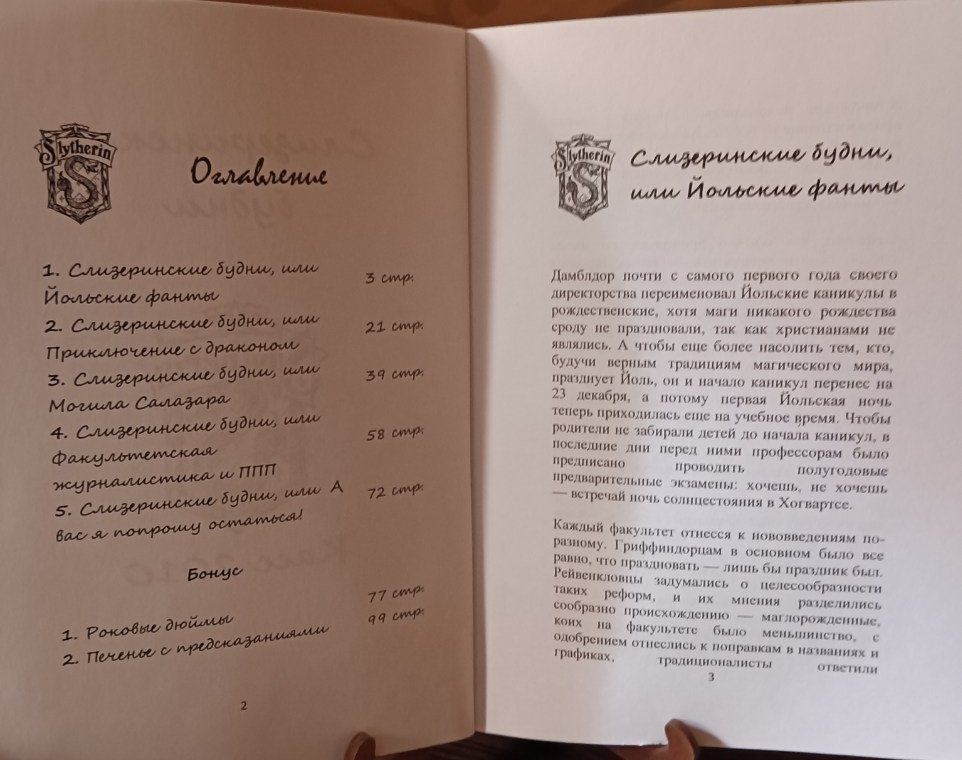 Slytherin
Оглавление
1. Слизеринские будни, или
Йольские фанты
3 стр.
2. Слизеринские будни, или
Приключение с драконом
21 стр.
3. Слизеринские будни, или
Могила Салазара
39 стр.
4. Слизеринские будни, или
Факультетская
журналистика и ППП
58 стр.
5. Слизеринские будни, или А
вас я попрошу остаться!
72 стр.
Бонус
1. Роковые дюймы
77 стр.
2. Печенье с предсказаниями
99 стр.
2
Slytherin
Слизеринские будни,
или Йольские фанты
Дамблдор почти с самого первого года своего
директорства переименовал Йольские каникулы в
рождественские, хотя маги никакого рождества
сроду не праздновали, так как христианами не
являлись. А чтобы еще более насолить тем, кто,
будучи верным традициям магического мира,
празднует Йоль, он и начало каникул перенес на
23 декабря, а потому первая Йольская ночь
теперь приходилась еще на учебное время. Чтобы
родители не забирали детей до начала каникул, в
последние дни перед ними профессорам было
предписано проводить полугодовые
предварительные экзамены: хочешь, не хочешь
— встречай ночь солнцестояния в Хогвартсе.
Каждый факультет отнесся к нововведениям по-
разному. Гриффиндорцам в основном было все
равно, что праздновать — лишь бы праздник был.
Рейвенкловцы задумались о целесообразности
таких реформ, и их мнения разделились
сообразно происхождению — маглорожденные,
коих на факультете было меньшинство, с
одобрением отнеслись к поправкам в названиях и
графиках, традиционалисты ответили
3